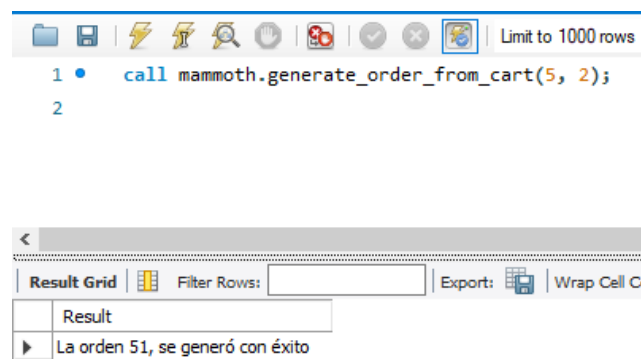 Limit to 1000 rows
1 call mammoth.generate_order_from_cart(5, 2);
2
Result Grid Filter Rows: Export: Wrap Cell C
Result
La orden 51, se generó con éxito